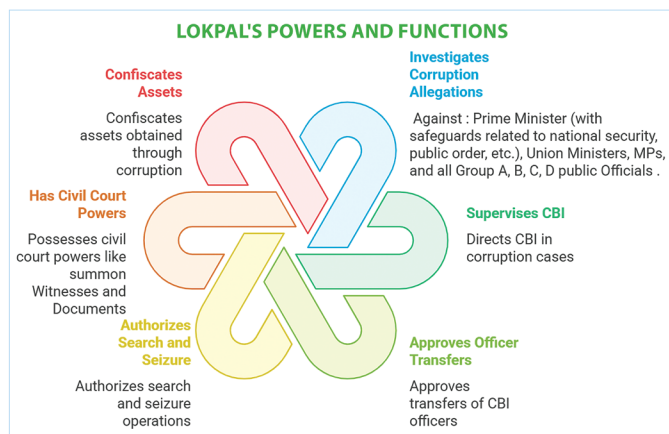 LOKPAL'S POWERS AND FUNCTIONS
Confiscates
Assets
Confiscates
assets obtained
through
corruption
Investigates
Corruption
Allegations
Against : Prime Minister (with
safeguards related to national security,
public order, etc.), Union Ministers, MPs,
and all Group A, B, C, D public Officials .
Has Civil Court
Powers
Possesses civil
court powers like
summon
Witnesses and
Documents
Supervises CBI
Directs CBI in
corruption cases
Authorizes
Search and
Seizure
Authorizes search
and seizure
operations
Approves Officer
Transfers
Approves
transfers of CBI
officers